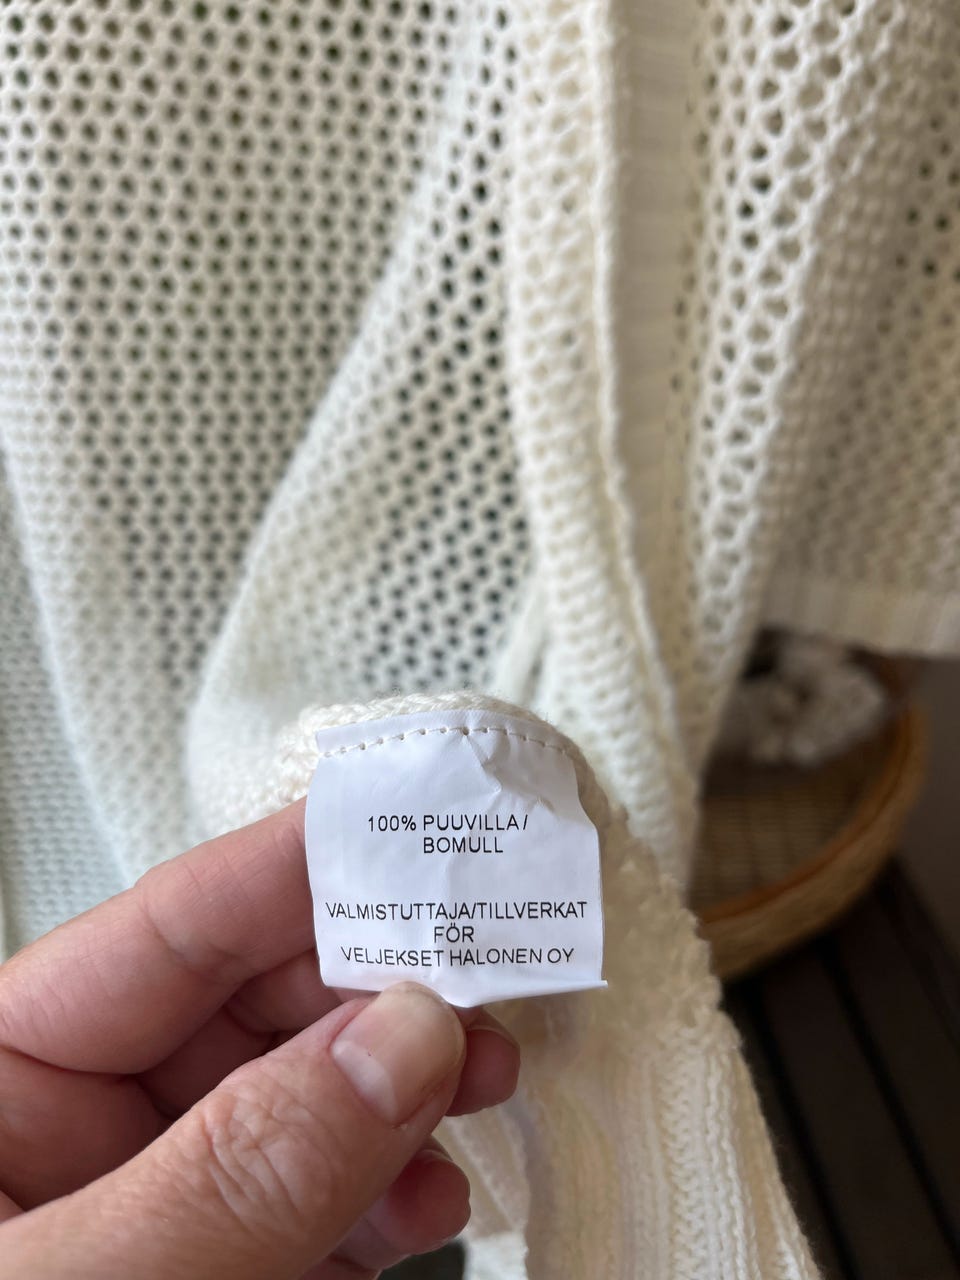 100% PUUVILLA/
BOMULL
VALMISTUTTAJA/TILLVERKAT
FÖR
VELJEKSET HALONEN OY